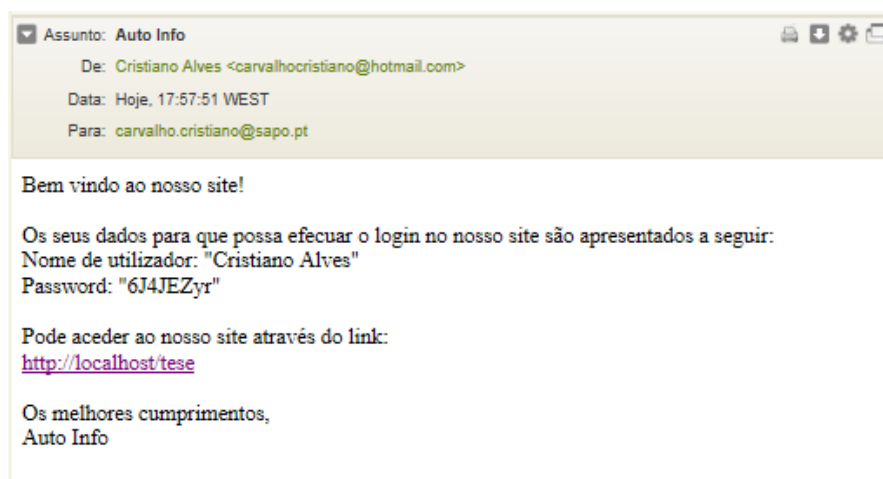 Assunto: Auto Info
De: Cristiano Alves <carvalhocristiano@hotmail.com>
Data: Hoje, 17:57:51 WEST
Para: carvalho.cristiano@sapo.pt
Bem vindo ao nosso site!
Os seus dados para que possa efecuar o login no nosso site são apresentados a seguir:
Nome de utilizador: "Cristiano Alves"
Password: "6J4JEZyr"
Pode aceder ao nosso site através do link:
http://localhost/tese
Os melhores cumprimentos,
Auto Info